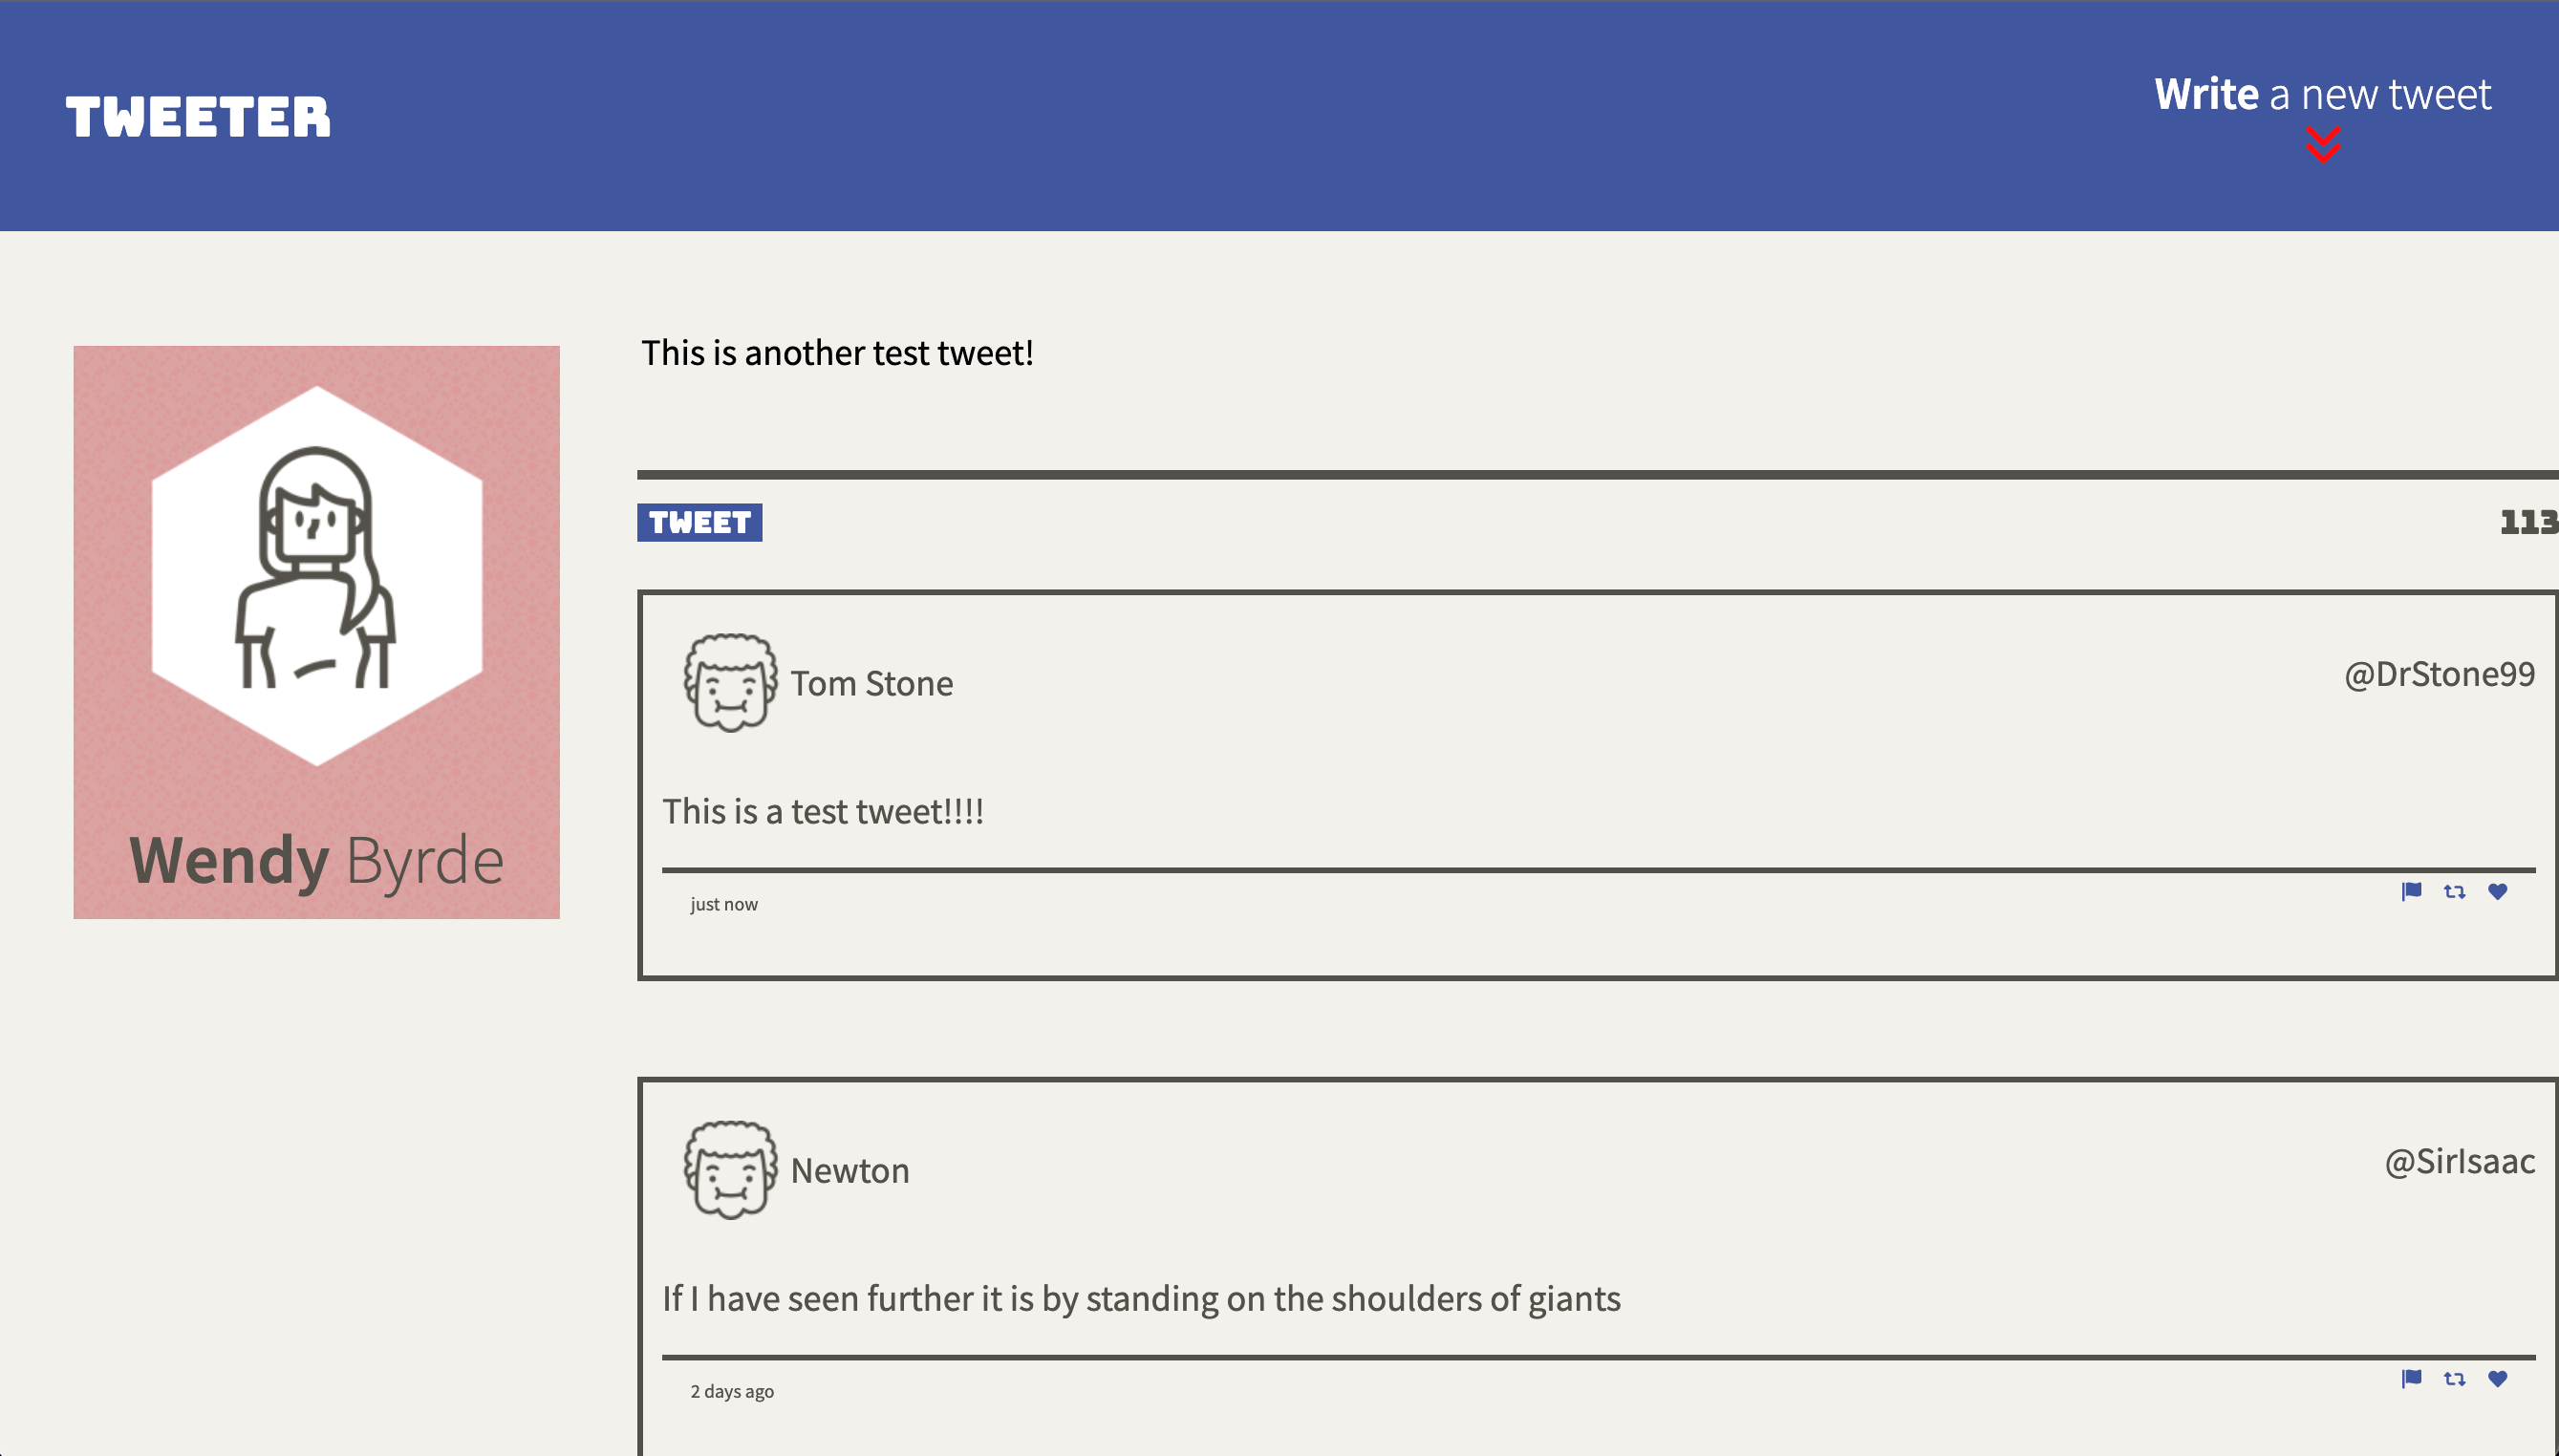 TWEETER
Write a new tweet
This is another test tweet!
TWEET
113
Tom Stone
@DrStone99
This is a test tweet!!!!
just now
Wendy Byrde
Newton
@SirIsaac
If I have seen further it is by standing on the shoulders of giants
2 days ago